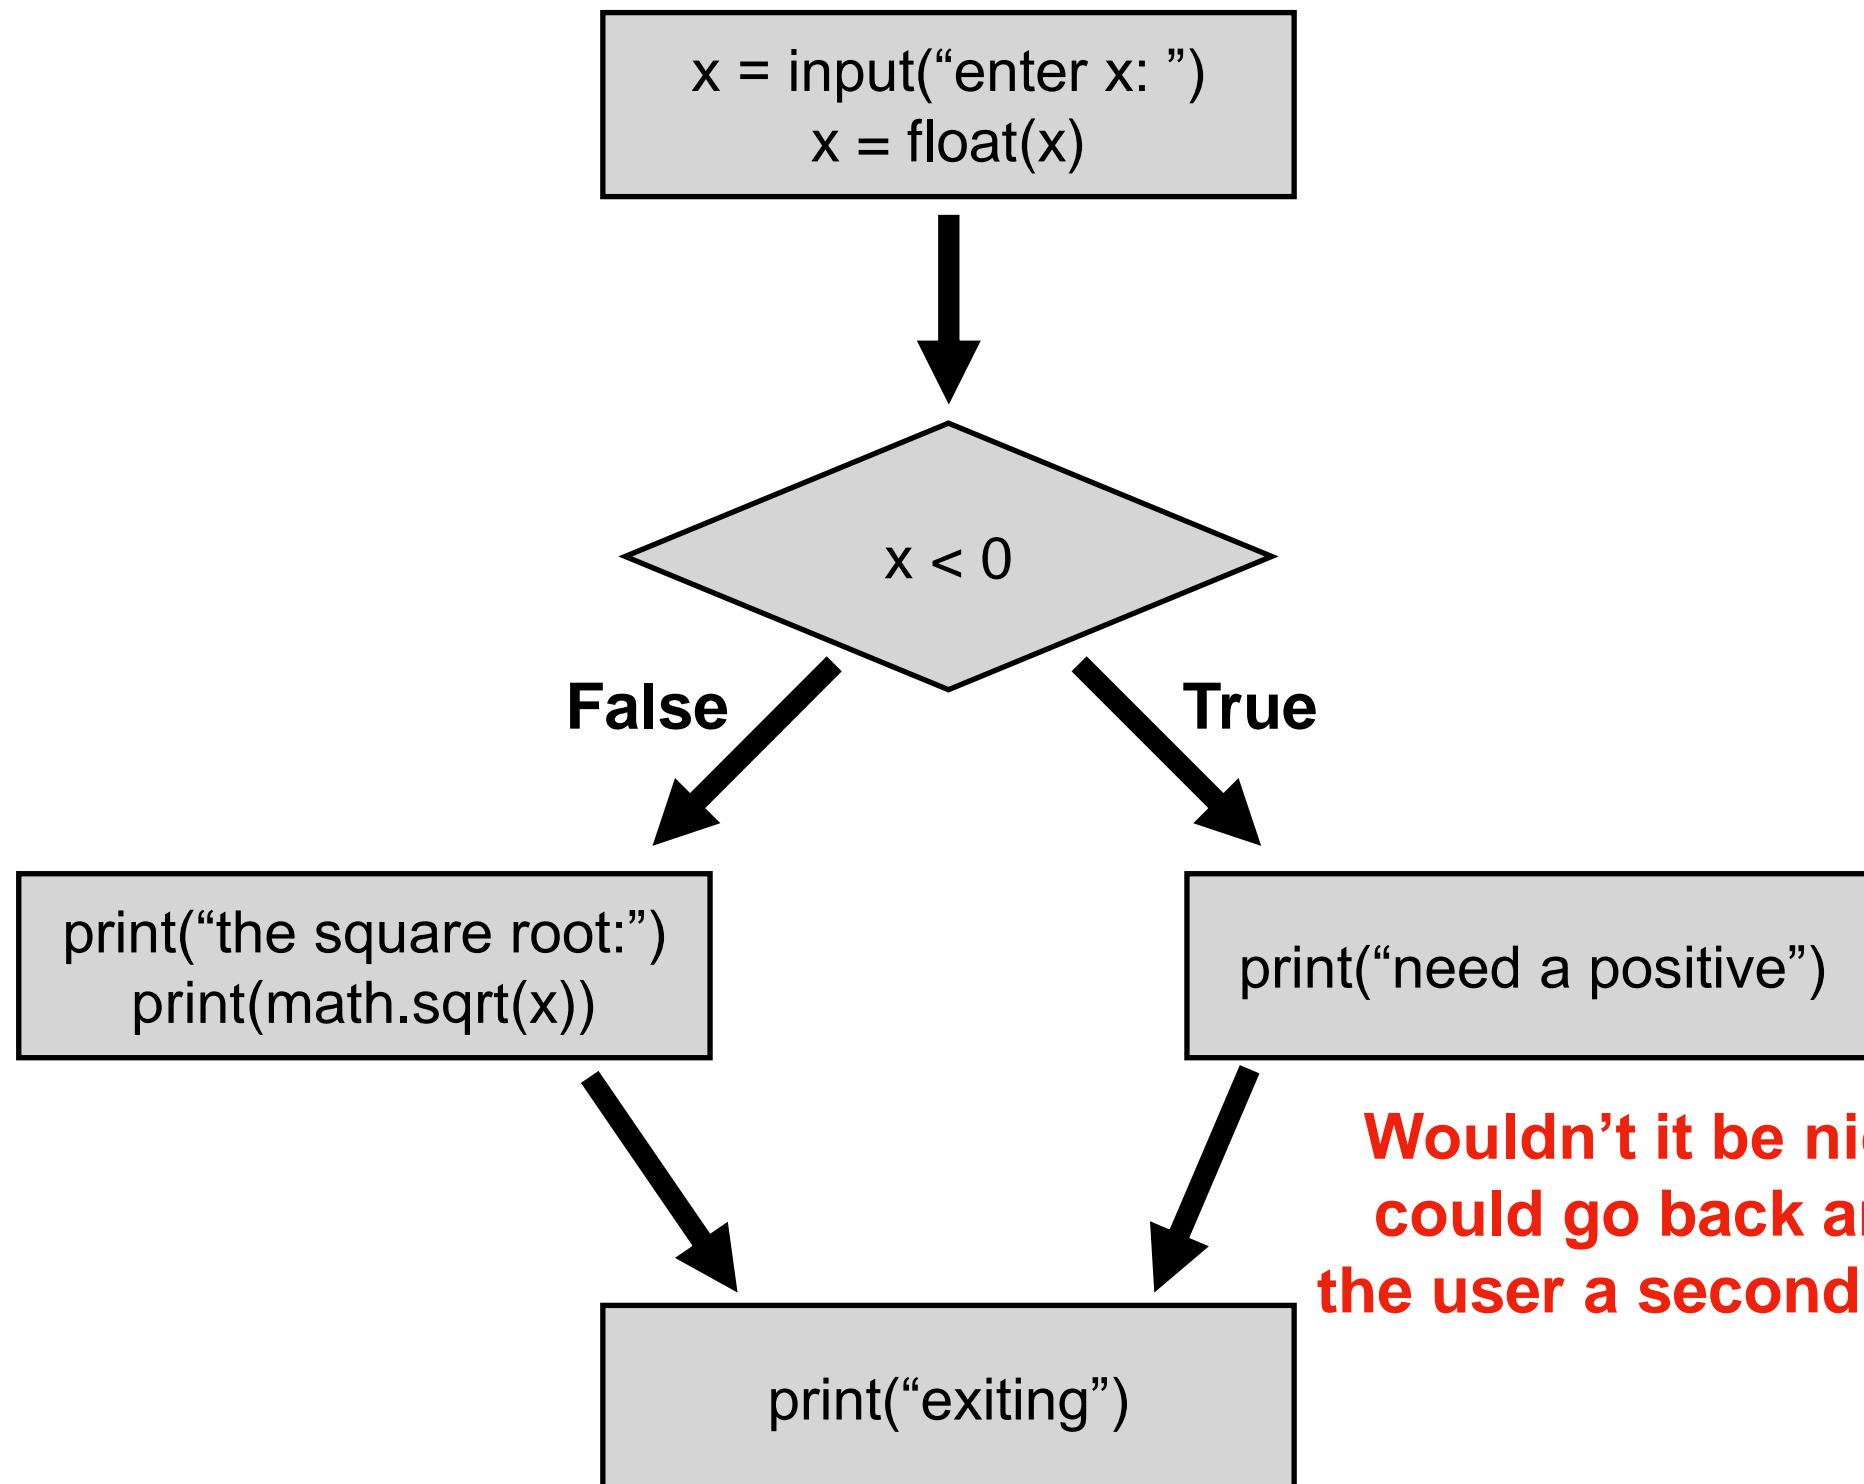 x = input(“enter x: ”)
x = float(x)
x < 0
False
True
print(“the square root:”)
print(math.sqrt(x))
print(“need a positive”)
Wouldn’t it be
could go back
the user a second
print(“exiting”)